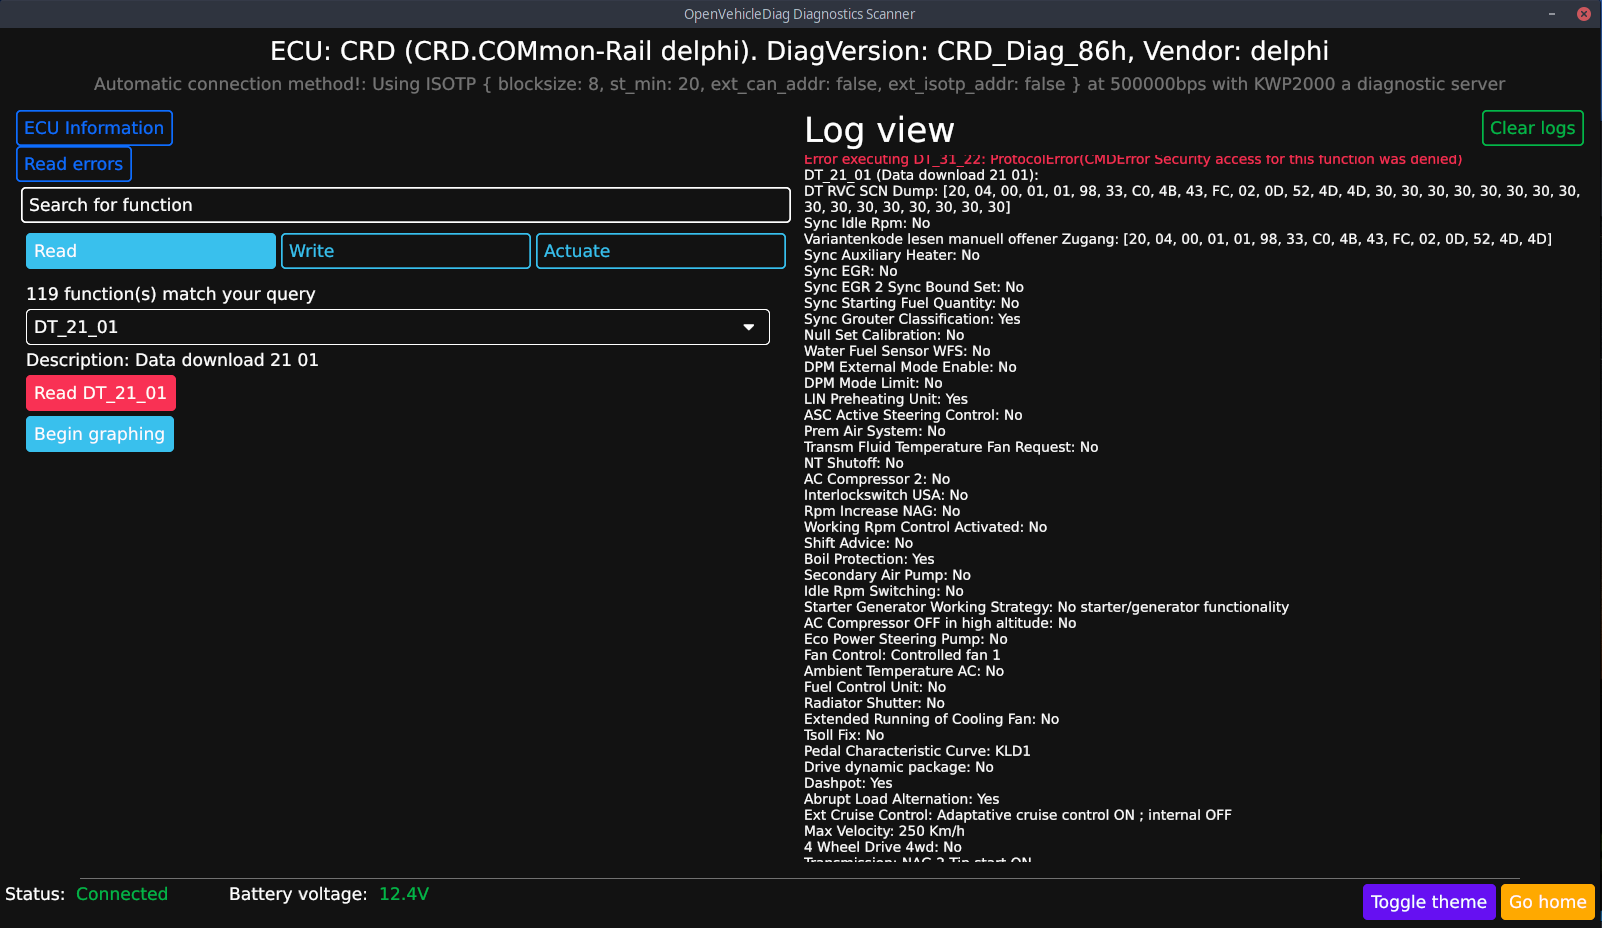 OpenVehicleDiag Diagnostics Scanner
ECU: CRD (CRD.COMmon-Rail delphi). DiagVersion: CRD_Diag_86h, Vendor: delphi
Automatic connection method!: Using ISOTP { blocksize: 8, st_min: 20, ext_can_addr: false, ext_isotp_addr: false } at 500000bps with KWP2000 a diagnostic server
ECU Information
Read errors
Search for function
Read
Write
Actuate
119 function(s) match your query
DT_21_01
Description: Data download 21 01
Read DT_21_01
Begin graphing
Log view
Clear logs
Error executing DT_31_22: ProtocolError(CMDError Security access for this function was denied)
DT_21_01 (Data download 21 01):
DT RVC SCN Dump: [20, 04, 00, 01, 01, 98, 33, C0, 4B, 43, FC, 02, 0D, 52, 4D, 4D, 30, 30, 30, 30, 30, 30, 30, 30,
30, 30, 30, 30, 30, 30, 30, 30]
Sync Idle Rpm: No
Variantenkode lesen manuell offener Zugang: [20, 04, 00, 01, 01, 98, 33, C0, 4B, 43, FC, 02, 0D, 52, 4D, 4D]
Sync Auxiliary Heater: No
Sync EGR: No
Sync EGR 2 Sync Bound Set: No
Sync Starting Fuel Quantity: No
Sync Grouter Classification: Yes
Null Set Calibration: No
Water Fuel Sensor WFS: No
DPM External Mode Enable: No
DPM Mode Limit: No
LIN Preheating Unit: Yes
ASC Active Steering Control: No
Prem Air System: No
Transm Fluid Temperature Fan Request: No
NT Shutoff: No
AC Compressor 2: No
Interlockswitch USA: No
Rpm Increase NAG: No
Working Rpm Control Activated: No
Shift Advice: No
Boil Protection: Yes
Secondary Air Pump: No
Idle Rpm Switching: No
Starter Generator Working Strategy: No starter/generator functionality
AC Compressor OFF in high altitude: No
Eco Power Steering Pump: No
Fan Control: Controlled fan 1
Ambient Temperature AC: No
Fuel Control Unit: No
Radiator Shutter: No
Extended Running of Cooling Fan: No
Tsoll Fix: No
Pedal Characteristic Curve: KLD1
Drive dynamic package: No
Dashpot: Yes
Abrupt Load Alternation: Yes
Ext Cruise Control: Adaptative cruise control ON ; internal OFF
Max Velocity: 250 Km/h
4 Wheel Drive 4wd: No
Transmission: NAG 2 Tip start ON
Status: Connected
Battery voltage: 12.4V
Toggle theme
Go home